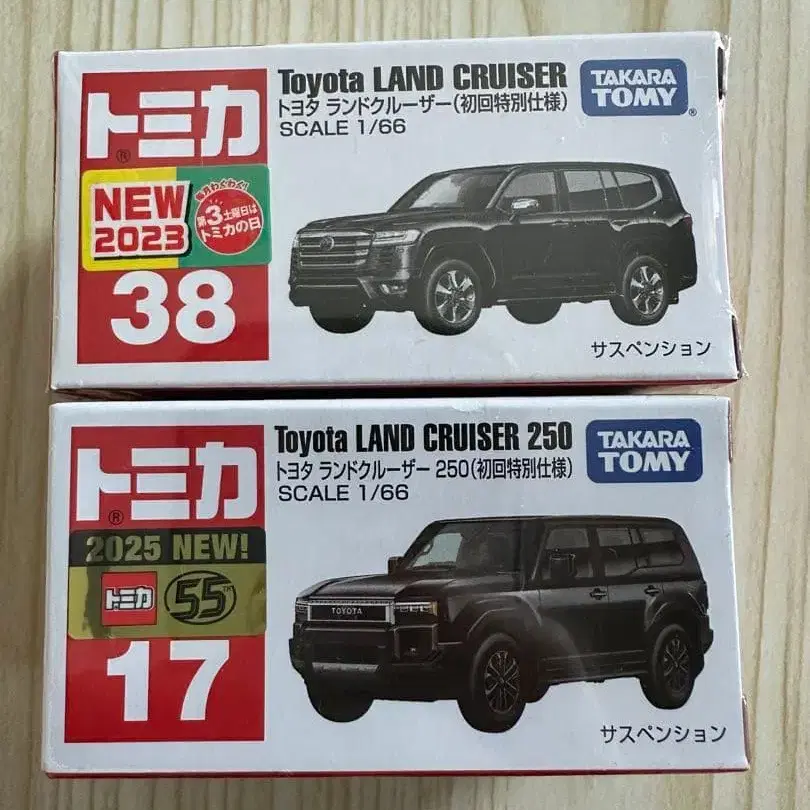 トミカ®
NEW
2023
毎月わくわく!
第3土曜日は
トミカの日
38
Toyota LAND CRUISER
トヨタ ランドクルーザー(初回特別仕様)
SCALE 1/66
TAKARA
TOMY®
サスペンション
トミカ®
2025 NEW!
トミカ 55™
17
Toyota LAND CRUISER 250
トヨタ ランドクルーザー 250(初回特別仕様)
SCALE 1/66
TAKARA
TOMY
TOYOTA
サスペンション